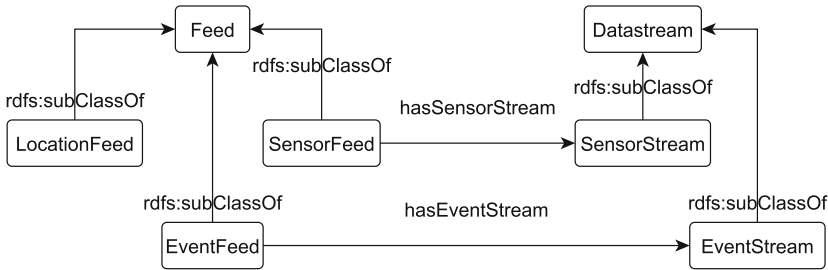 Feed
Datastream
rdfs:subClassOf
rdfs:subClassOf
rdfs:subClassOf
hasSensorStream
LocationFeed
SensorFeed
SensorStream
rdfs:subClassOf
hasEventStream
rdfs:subClassOf
EventFeed
EventStream